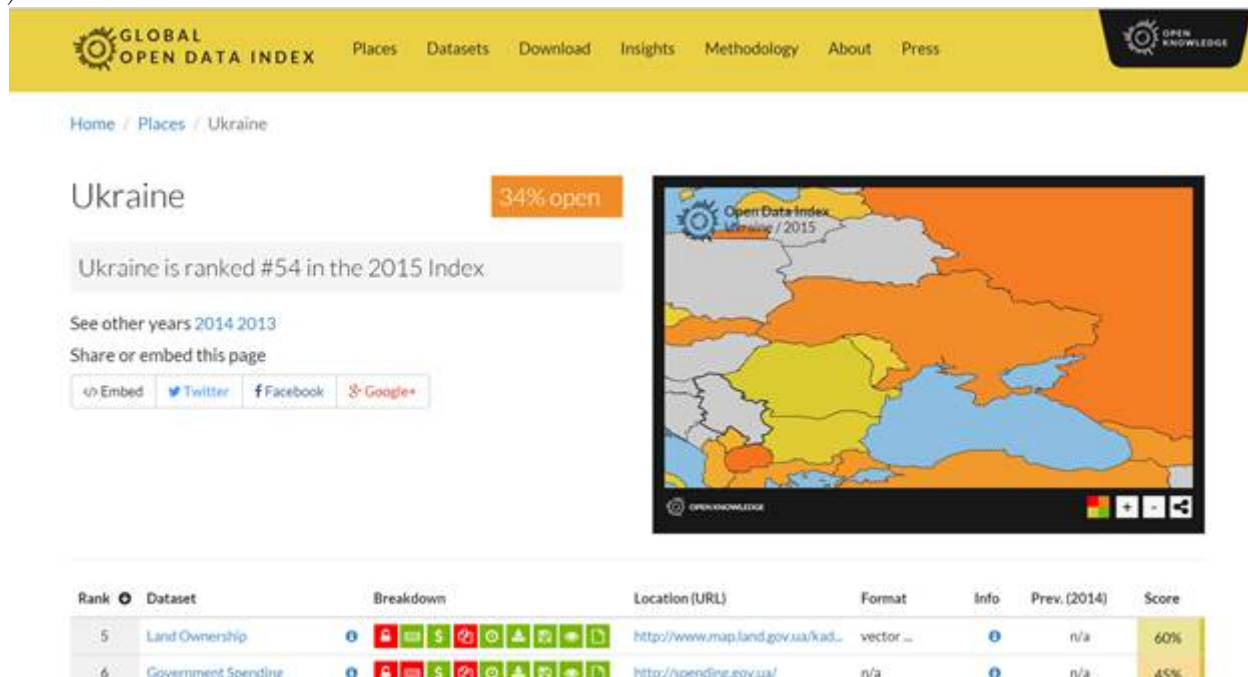 )
GLOBAL
OPEN DATA INDEX
Places Datasets Download Insights Methodology About Press
OPEN
KNOWLEDGE
Home / Places / Ukraine
Ukraine
34% open
Ukraine is ranked #54 in the 2015 Index
See other years 2014 2013
Share or embed this page
</> Embed Twitter Facebook Google+
Open Data Index
Ukraine / 2015
OPEN KNOWLEDGE
+ -
Rank Dataset Breakdown Location (URL) Format Info Prev. (2014) Score
5 Land Ownership http://www.map.land.gov.ua/kad... vector ... n/a 60%
6 Government Spending http://spending.gov.ua/ n/a n/a 45%